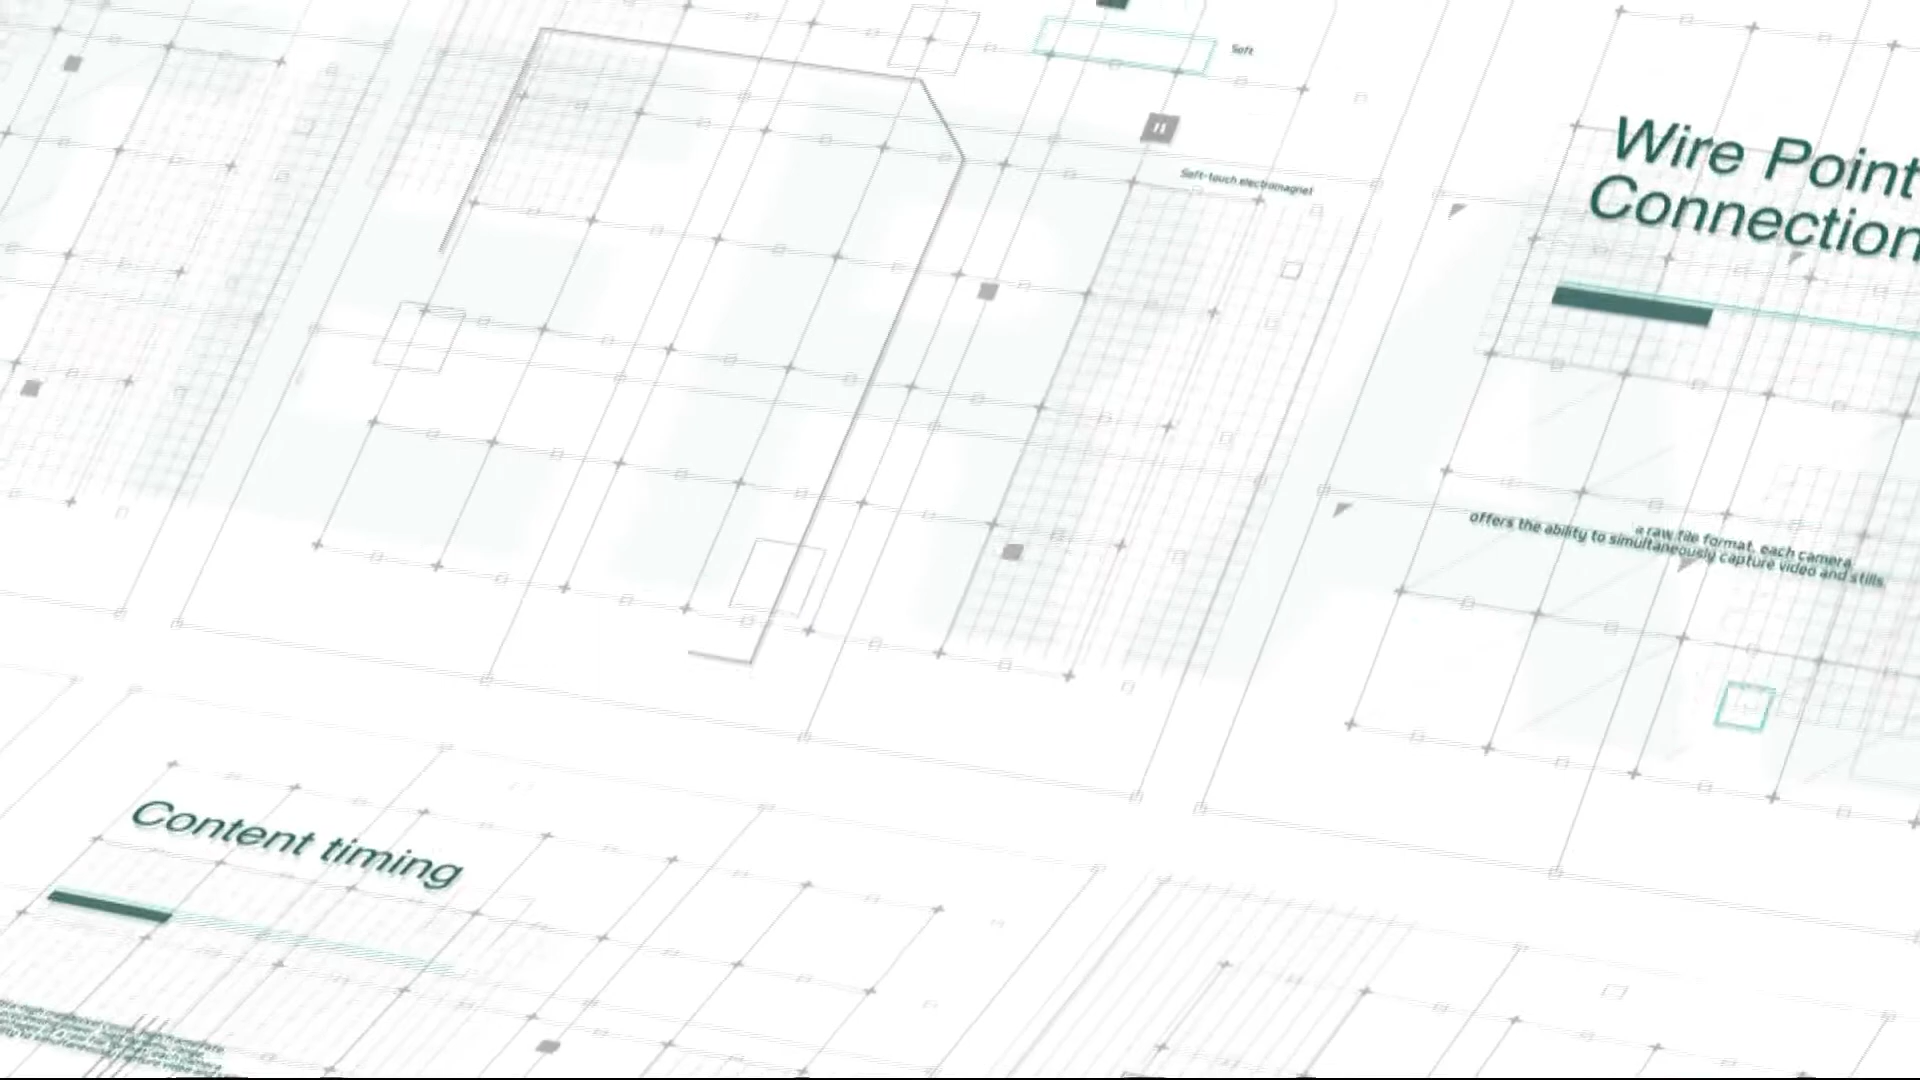 Soft
Soft-touch electromagnet
Wire Point
Connection
a raw file format, each camera
offers the ability to simultaneously capture video and stills
Content timing